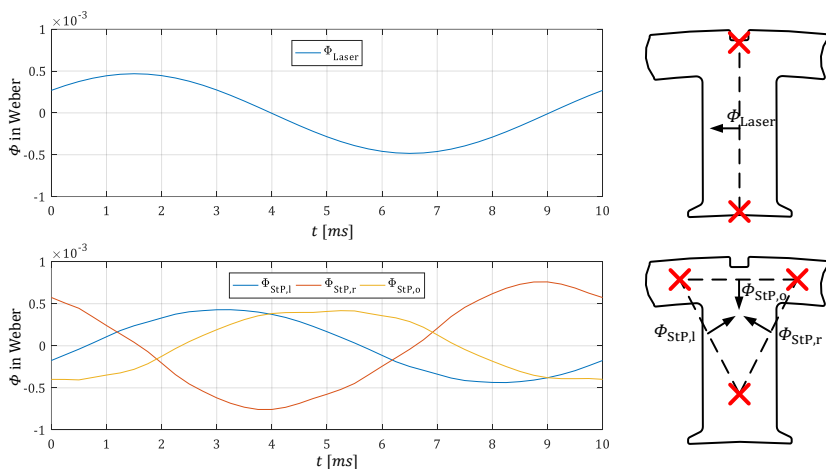 ×10⁻³
1
0.5
0
-0.5
-1
Φ in Weber
Φ_Laser
0 1 2 3 4 5 6 7 8 9 10
t [ms]
Φ_Laser
×10⁻³
1
0.5
0
-0.5
-1
Φ in Weber
Φ_StP,l Φ_StP,r Φ_StP,o
0 1 2 3 4 5 6 7 8 9 10
t [ms]
Φ_StP,o
Φ_StP,l Φ_StP,r